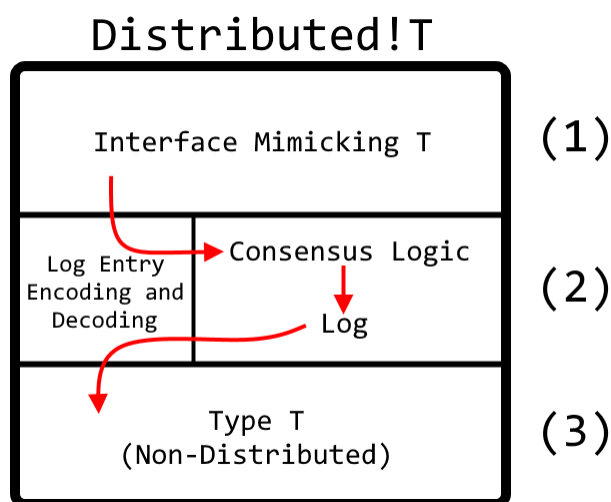 Distributed!T
Interface Mimicking T
(1)
Log Entry
Encoding and
Decoding
Consensus Logic
Log
(2)
Type T
(Non-Distributed)
(3)